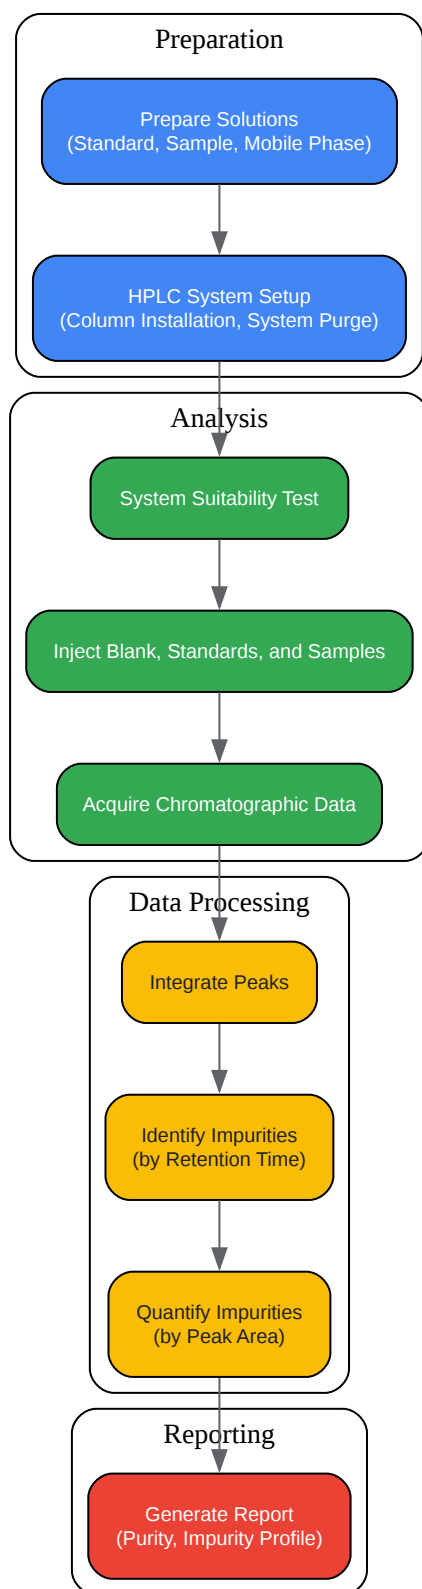 Preparation
Prepare Solutions
(Standard, Sample, Mobile Phase)
HPLC System Setup
(Column Installation, System Purge)
Analysis
System Suitability Test
Inject Blank, Standards, and Samples
Acquire Chromatographic Data
Data Processing
Integrate Peaks
Identify Impurities
(by Retention Time)
Quantify Impurities
(by Peak Area)
Reporting
Generate Report
(Purity, Impurity Profile)